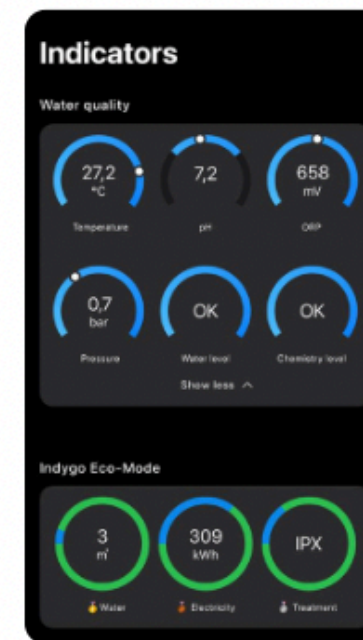 Indicators
Water quality
27,2 7,2 658
°C mV
Temperature pH ORP
0,7 OK OK
bar
Pressure Water level Chemistry level
Show less
Indygo Eco-Mode
3 309 IPX
m³ kWh
Water Electricity Treatment